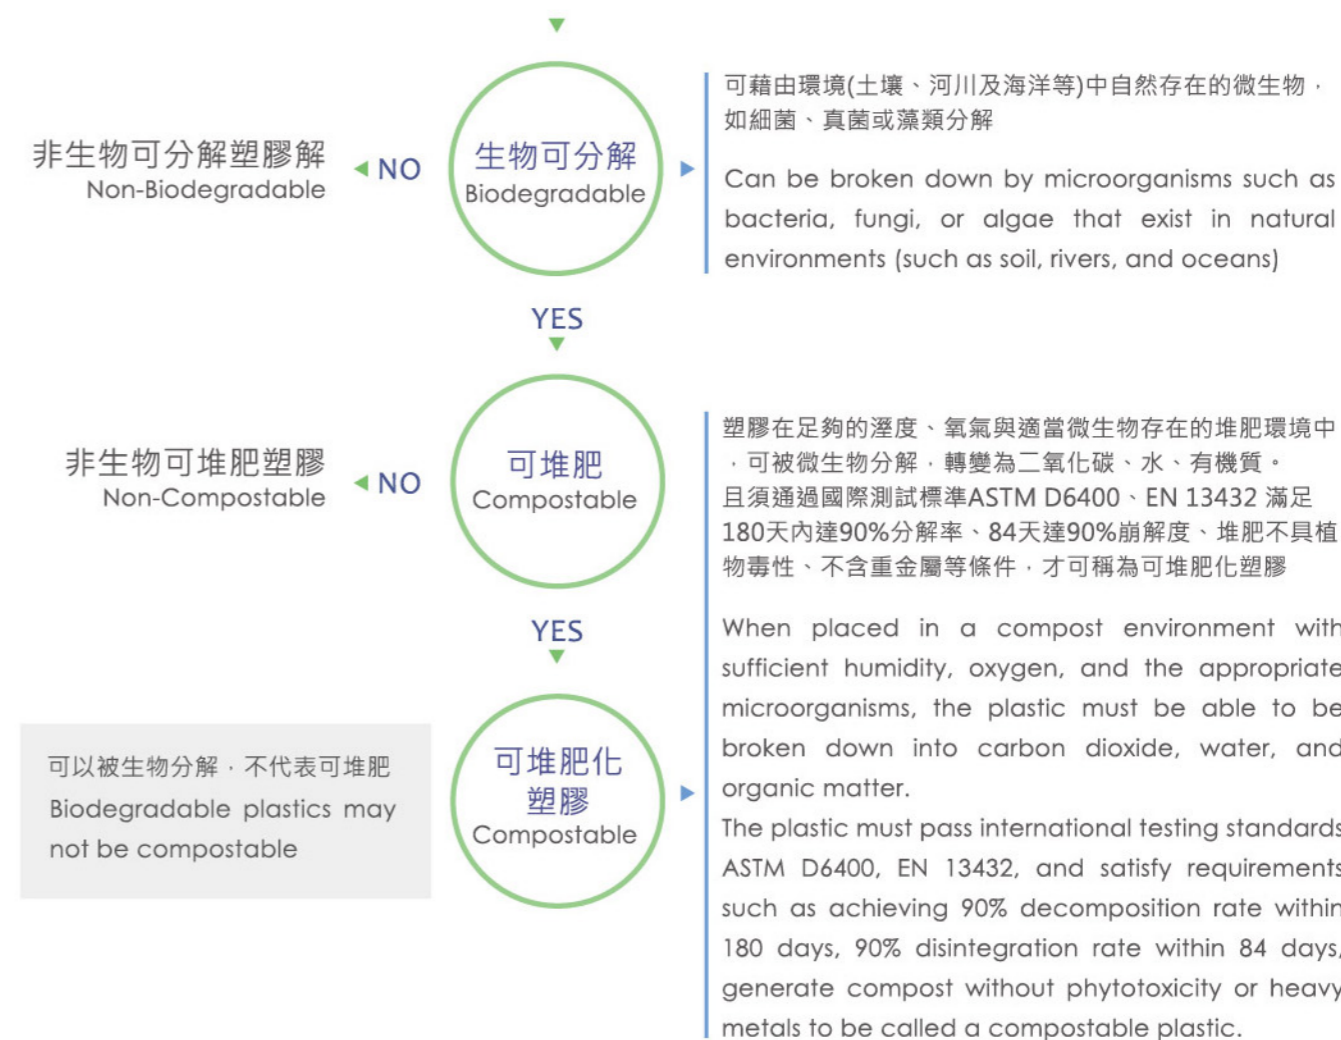 可藉由環境(土壤、河川及海洋等)中自然存在的微生物，
如細菌、真菌或藻類分解
非生物可分解塑膠解
Non-Biodegradable
NO
生物可分解
Biodegradable
Can be broken down by microorganisms such as
bacteria, fungi, or algae that exist in natural
environments (such as soil, rivers, and oceans)
YES
非生物可堆肥塑膠
Non-Compostable
NO
可堆肥
Compostable
塑膠在足夠的溼度、氧氣與適當微生物存在的堆肥環境中
，可被微生物分解，轉變為二氧化碳、水、有機質。
且須通過國際測試標準ASTM D6400、EN 13432 滿足
180天內達90%分解率、84天達90%崩解度、堆肥不具植
物毒性、不含重金屬等條件，才可稱為可堆肥化塑膠
YES
When placed in a compost environment with
sufficient humidity, oxygen, and the appropriate
microorganisms, the plastic must be able to be
broken down into carbon dioxide, water, and
organic matter.
The plastic must pass international testing standards
ASTM D6400, EN 13432, and satisfy requirements
such as achieving 90% decomposition rate within
180 days, 90% disintegration rate within 84 days,
generate compost without phytotoxicity or heavy
metals to be called a compostable plastic.
可以被生物分解，不代表可堆肥
Biodegradable plastics may
not be compostable
可堆肥化
塑膠
Compostable